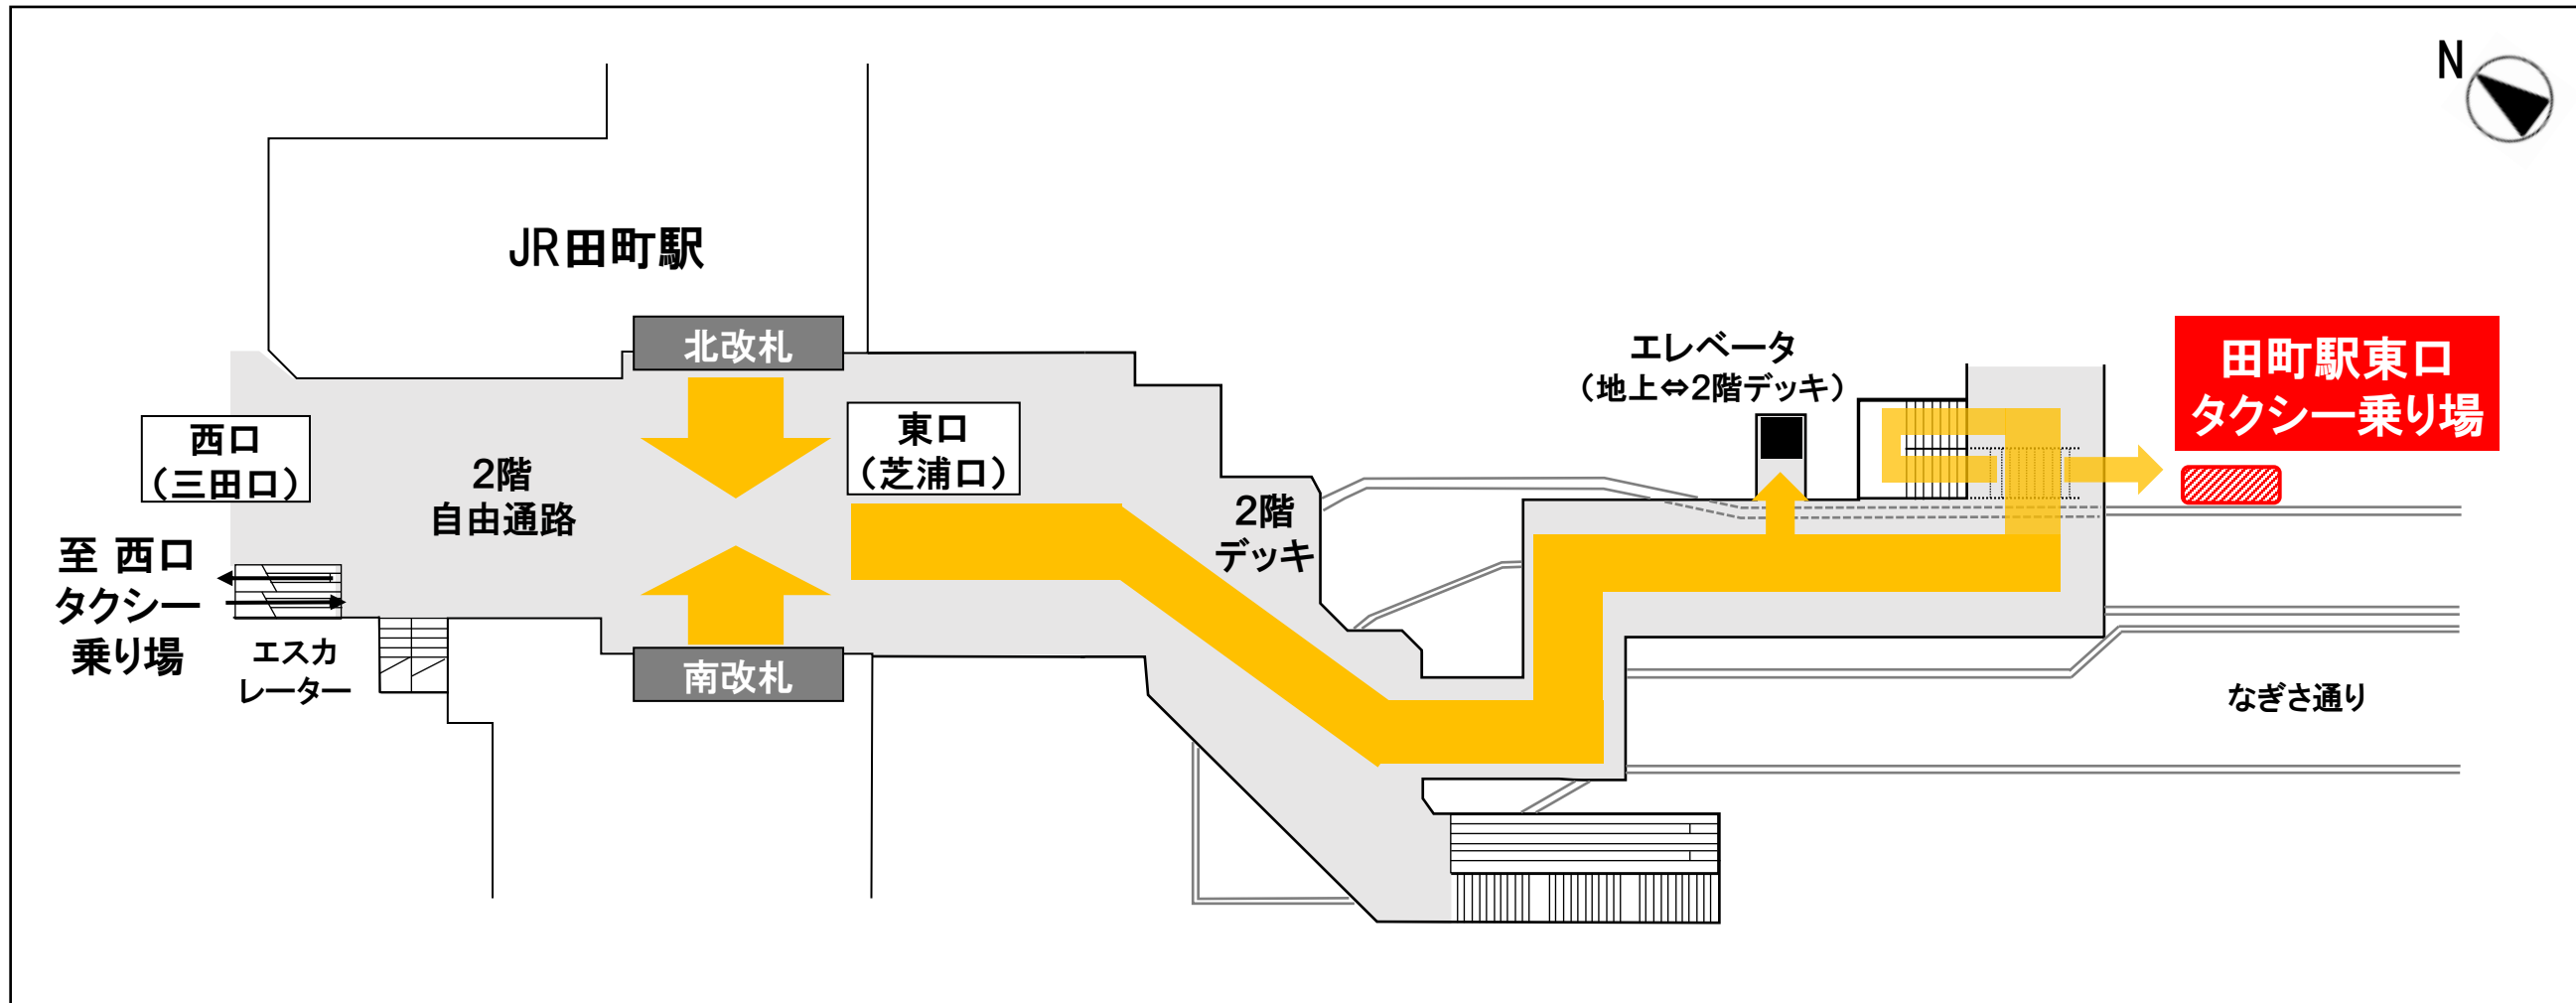 N
JR田町駅
北改札
西口
（三田口）
2階
自由通路
東口
（芝浦口）
2階
デッキ
エレベータ
（地上⇔2階デッキ）
田町駅東口
タクシー乗り場
至 西口
タクシー
乗り場
エスカ
レーター
南改札
なぎさ通り